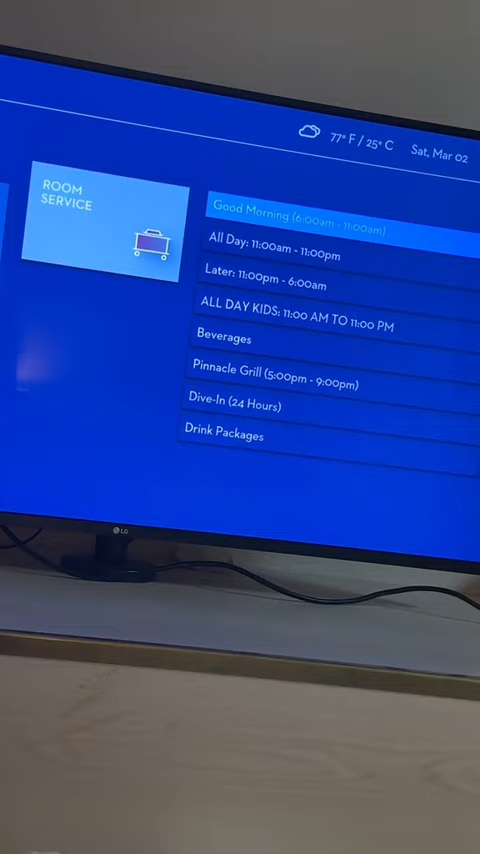 77° F / 25° C Sat, Mar 02
ROOM
SERVICE
Good Morning (6:00am - 11:00am)
All Day: 11:00am - 11:00pm
Later: 11:00pm - 6:00am
ALL DAY KIDS: 11:00 AM TO 11:00 PM
Beverages
Pinnacle Grill (5:00pm - 9:00pm)
Dive-In (24 Hours)
Drink Packages
LG